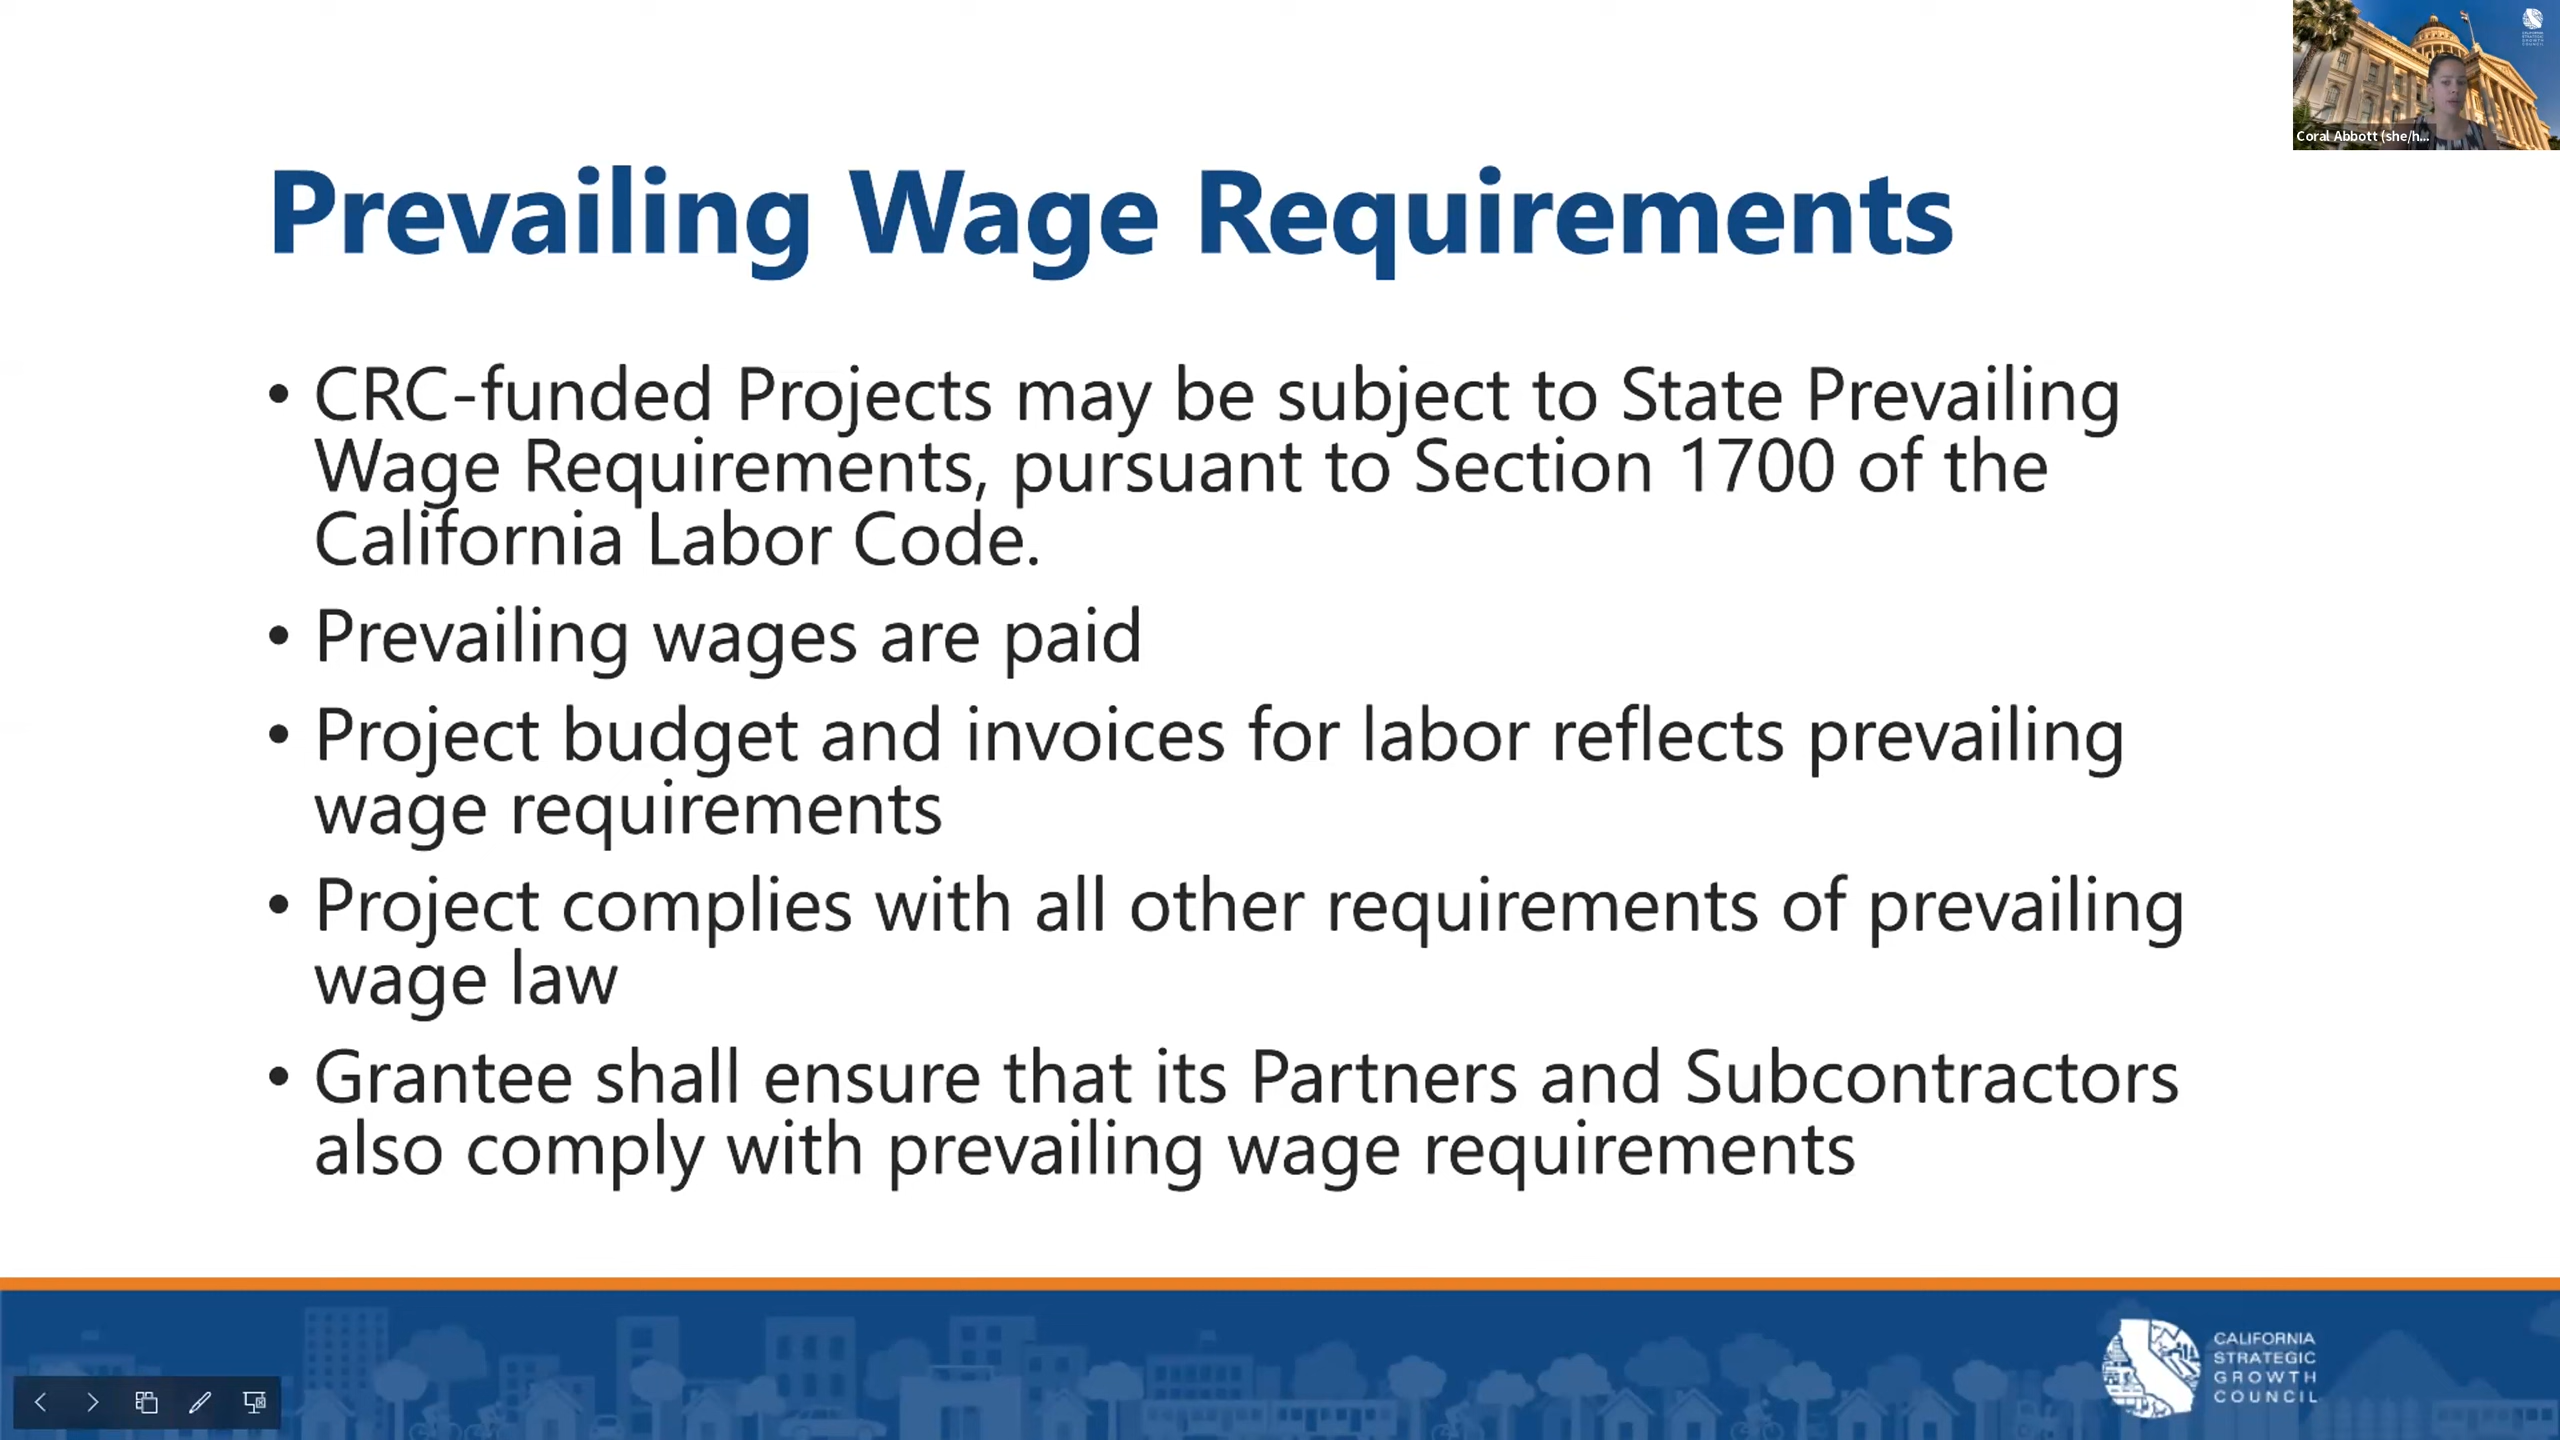 Coral Abbott (she/h...
Prevailing Wage Requirements
• CRC-funded Projects may be subject to State Prevailing
Wage Requirements, pursuant to Section 1700 of the
California Labor Code.
• Prevailing wages are paid
• Project budget and invoices for labor reflects prevailing
wage requirements
• Project complies with all other requirements of prevailing
wage law
• Grantee shall ensure that its Partners and Subcontractors
also comply with prevailing wage requirements
CALIFORNIA
STRATEGIC
GROWTH
COUNCIL